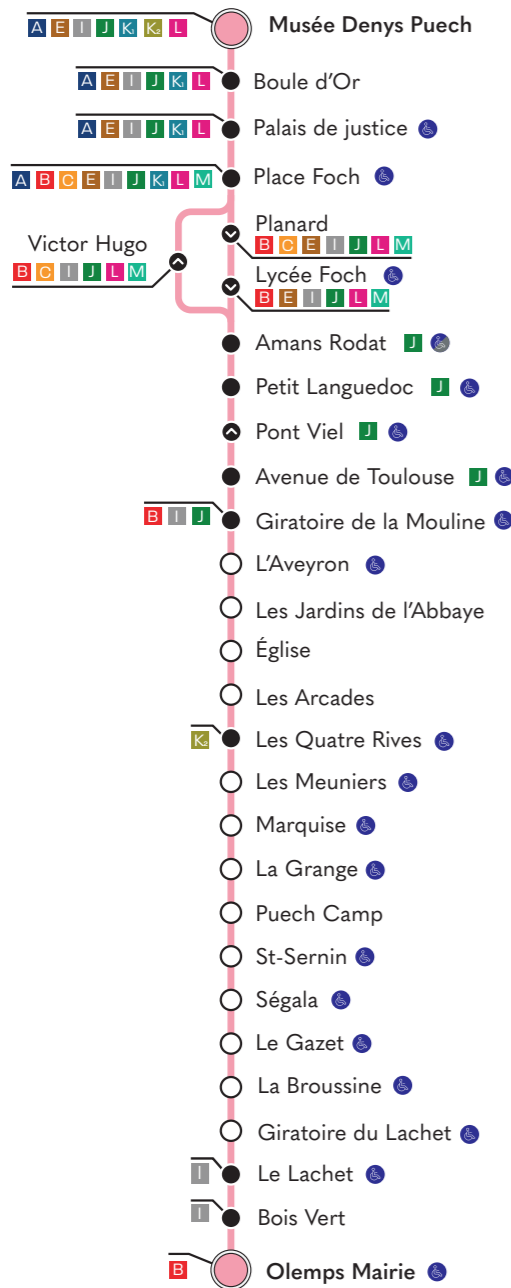 A E I J K1 K2 L
Musée Denys Puech
A E I J K1 L
Boule d'Or
A E I J K1 L
Palais de justice
A B C E I J K1 L M
Place Foch
Planard
B C E I J L M
Victor Hugo
B C I J L M
Lycée Foch
B E I J L M
Amans Rodat J
Petit Languedoc J
Pont Viel J
Avenue de Toulouse J
B I J
Giratoire de la Mouline
L'Aveyron
Les Jardins de l'Abbaye
Église
Les Arcades
K2
Les Quatre Rives
Les Meuniers
Marquise
La Grange
Puech Camp
St-Sernin
Ségala
Le Gazet
La Broussine
Giratoire du Lachet
I
Le Lachet
I
Bois Vert
B
Olemps Mairie